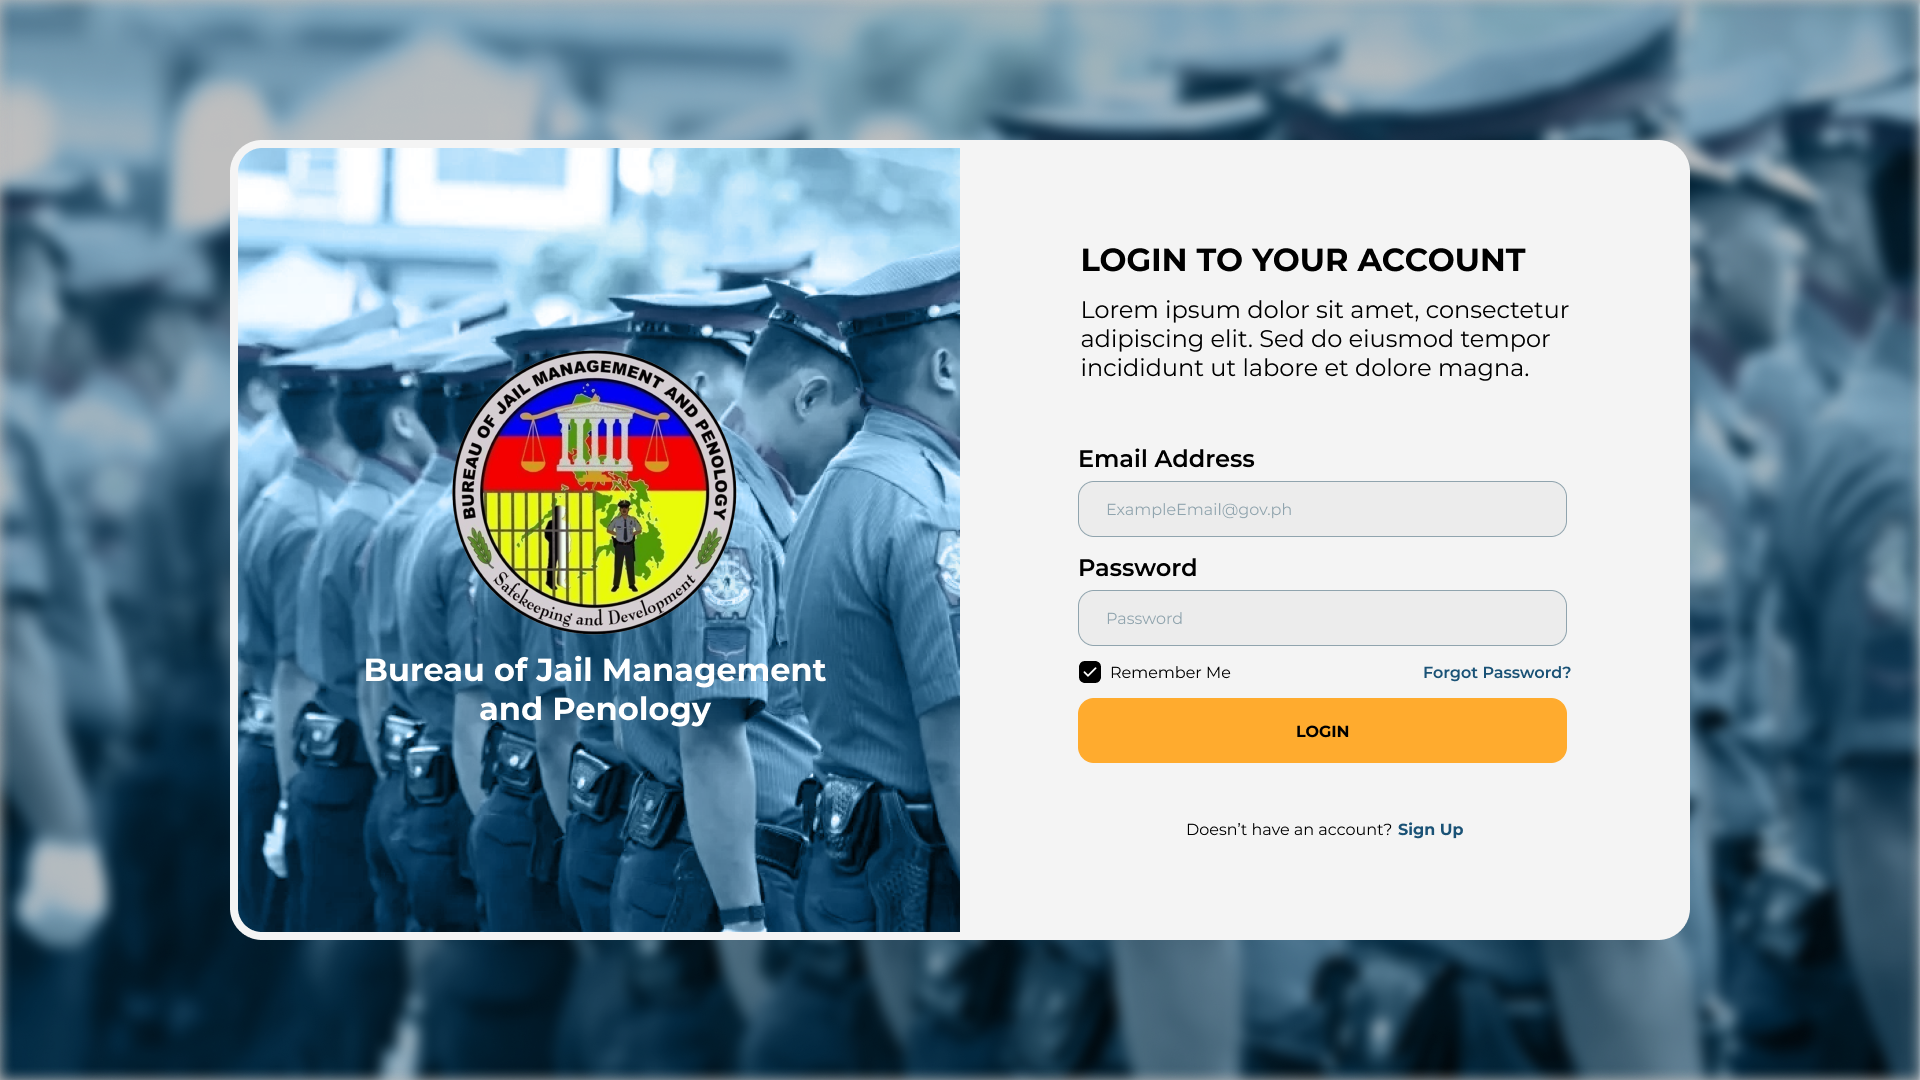 BUREAU OF JAIL MANAGEMENT AND PENOLOGY
Safekeeping and Development
Bureau of Jail Management
and Penology
LOGIN TO YOUR ACCOUNT
Lorem ipsum dolor sit amet, consectetur
adipiscing elit. Sed do eiusmod tempor
incididunt ut labore et dolore magna.
Email Address
ExampleEmail@gov.ph
Password
Password
Remember Me
Forgot Password?
LOGIN
Doesn’t have an account? Sign Up